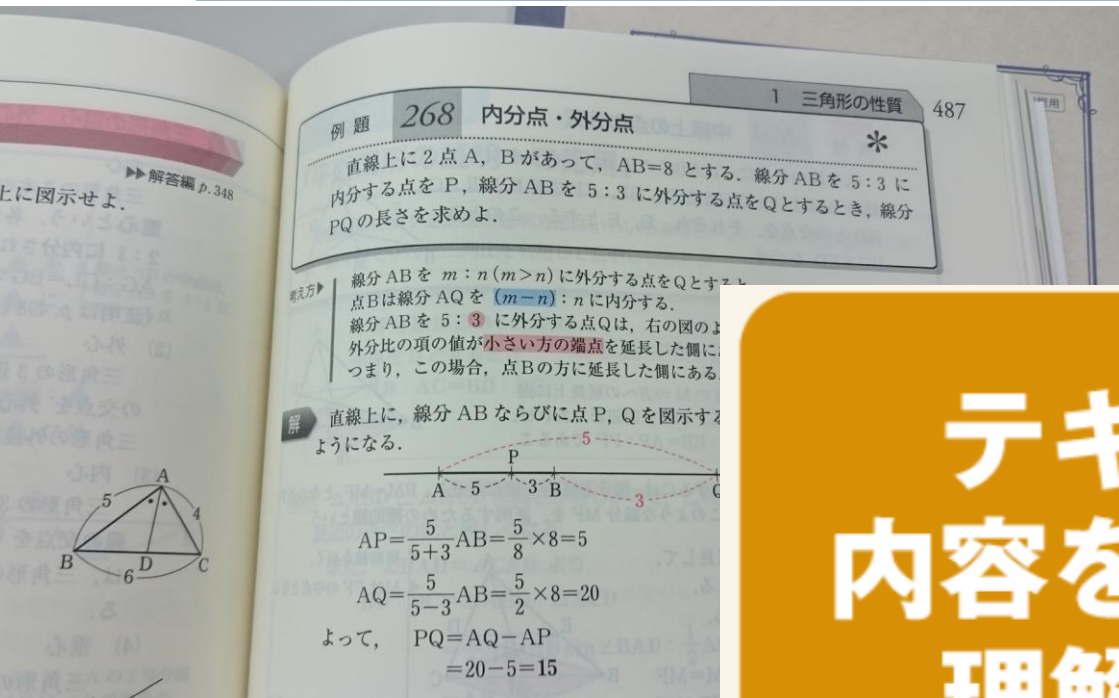 ▶▶解答編 p.348
上に図示せよ.
A
5
4
B
D
C
6
1 三角形の性質 487
例題 268 内分点・外分点
*
直線上に2点A,Bがあって,AB=8とする.線分ABを5:3に
内分する点をP,線分ABを5:3に外分する点をQとするとき,線分
PQの長さを求めよ.
考え方▶
線分ABをm:n(m>n)に外分する点をQとすると
点Bは線分AQを(m-n):nに内分する.
線分ABを5:3に外分する点Qは,右の図のよ
外分比の項の値が小さい方の端点を延長した側に
つまり,この場合,点Bの方に延長した側にある
解 直線上に,線分ABならびに点P,Qを図示する
ようになる.
5
P
A 5 3 B Q
3
AP=5/(5+3)AB=5/8×8=5
AQ=5/(5-3)AB=5/2×8=20
よって, PQ=AQ-AP
=20-5=15
テキ
内容を
理解